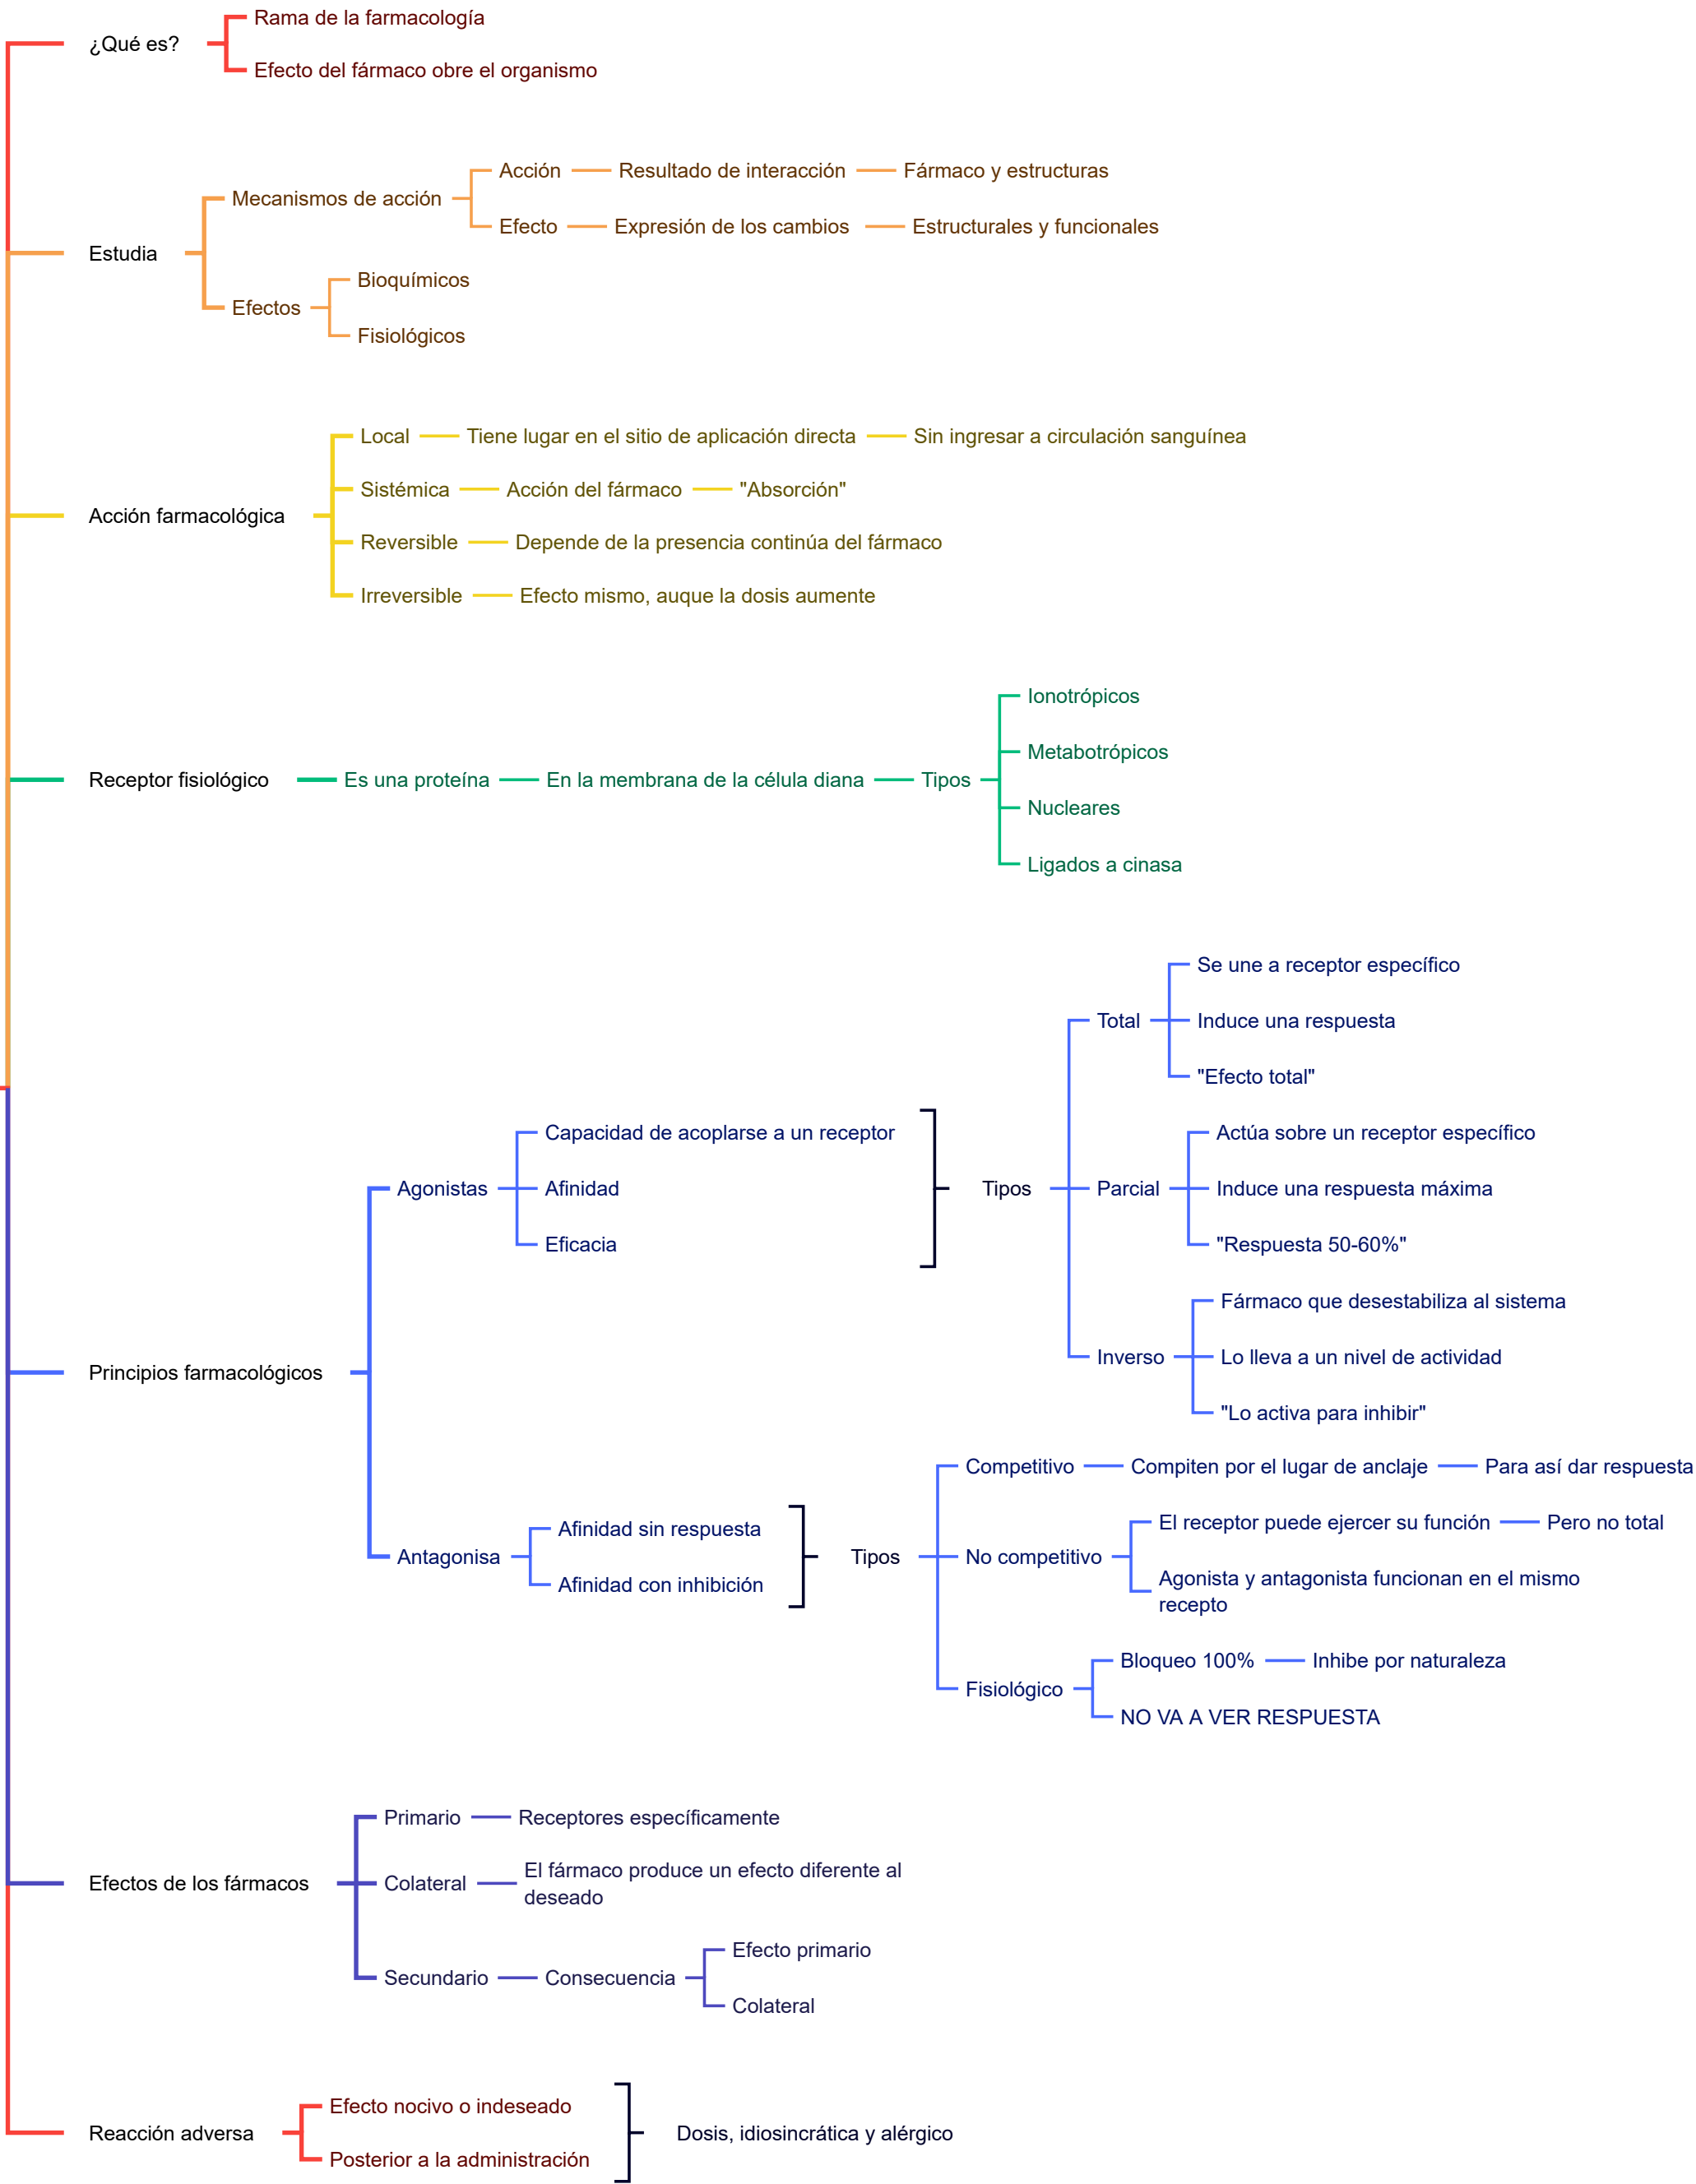 ¿Qué es?
Rama de la farmacología
Efecto del fármaco obre el organismo
Estudia
Mecanismos de acción
Acción
Resultado de interacción
Fármaco y estructuras
Efecto
Expresión de los cambios
Estructurales y funcionales
Efectos
Bioquímicos
Fisiológicos
Acción farmacológica
Local
Tiene lugar en el sitio de aplicación directa
Sin ingresar a circulación sanguínea
Sistémica
Acción del fármaco
"Absorción"
Reversible
Depende de la presencia continúa del fármaco
Irreversible
Efecto mismo, auque la dosis aumente
Receptor fisiológico
Es una proteína
En la membrana de la célula diana
Tipos
Ionotrópicos
Metabotrópicos
Nucleares
Ligados a cinasa
Principios farmacológicos
Agonistas
Capacidad de acoplarse a un receptor
Afinidad
Eficacia
Tipos
Total
Se une a receptor específico
Induce una respuesta
"Efecto total"
Parcial
Actúa sobre un receptor específico
Induce una respuesta máxima
"Respuesta 50-60%"
Inverso
Fármaco que desestabiliza al sistema
Lo lleva a un nivel de actividad
"Lo activa para inhibir"
Antagonisa
Afinidad sin respuesta
Afinidad con inhibición
Tipos
Competitivo
Compiten por el lugar de anclaje
Para así dar respuesta
No competitivo
El receptor puede ejercer su función
Pero no total
Agonista y antagonista funcionan en el mismo
recepto
Fisiológico
Bloqueo 100%
Inhibe por naturaleza
NO VA A VER RESPUESTA
Efectos de los fármacos
Primario
Receptores específicamente
Colateral
El fármaco produce un efecto diferente al
deseado
Secundario
Consecuencia
Efecto primario
Colateral
Reacción adversa
Efecto nocivo o indeseado
Posterior a la administración
Dosis, idiosincrática y alérgico